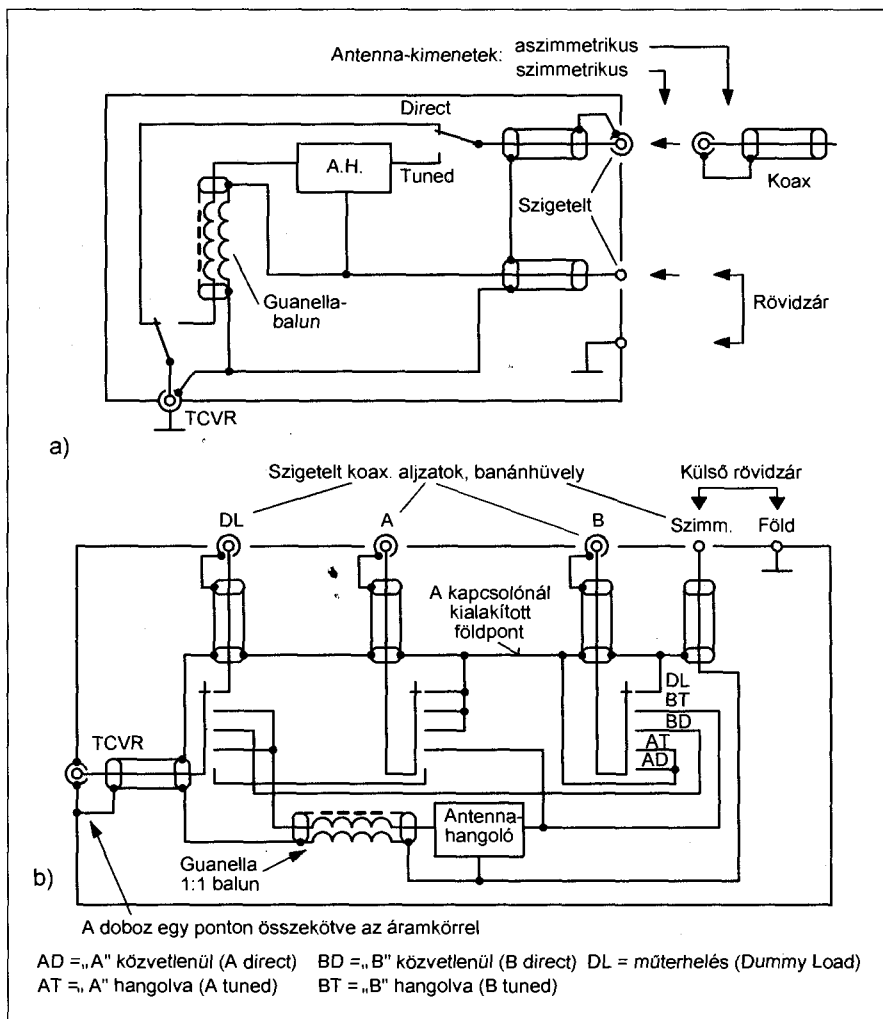 Antenna-kimenetek: aszimmetrikus
szimmetrikus
Direct
A.H.
Tuned
Koax
Szigetelt
Guanella-
balun
Rövidzár
TCVR
a)
Szigetelt koax. aljzatok, banánhüvely
Külső rövidzár
DL
A
B
Szimm.
Föld
A kapcsolónál
kialakított
földpont
DL
BT
BD
AT
AD
TCVR
Antenna-
hangoló
Guanella
1:1 balun
b)
A doboz egy ponton összekötve az áramkörrel
AD =„A" közvetlenül (A direct) BD =„B" közvetlenül (B direct) DL = műterhelés (Dummy Load)
AT =„A" hangolva (A tuned) BT =„B" hangolva (B tuned)